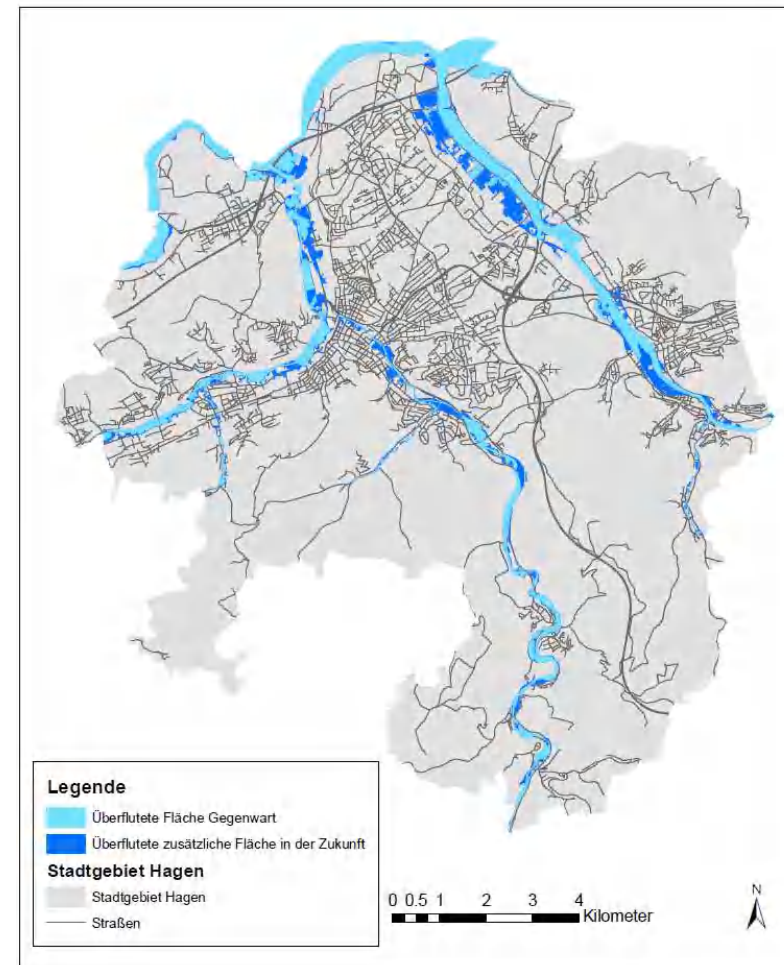 Legende
Überflutete Fläche Gegenwart
Überflutete zusätzliche Fläche in der Zukunft
Stadtgebiet Hagen
Stadtgebiet Hagen
Straßen
0 0.5 1 2 3 4
Kilometer
N